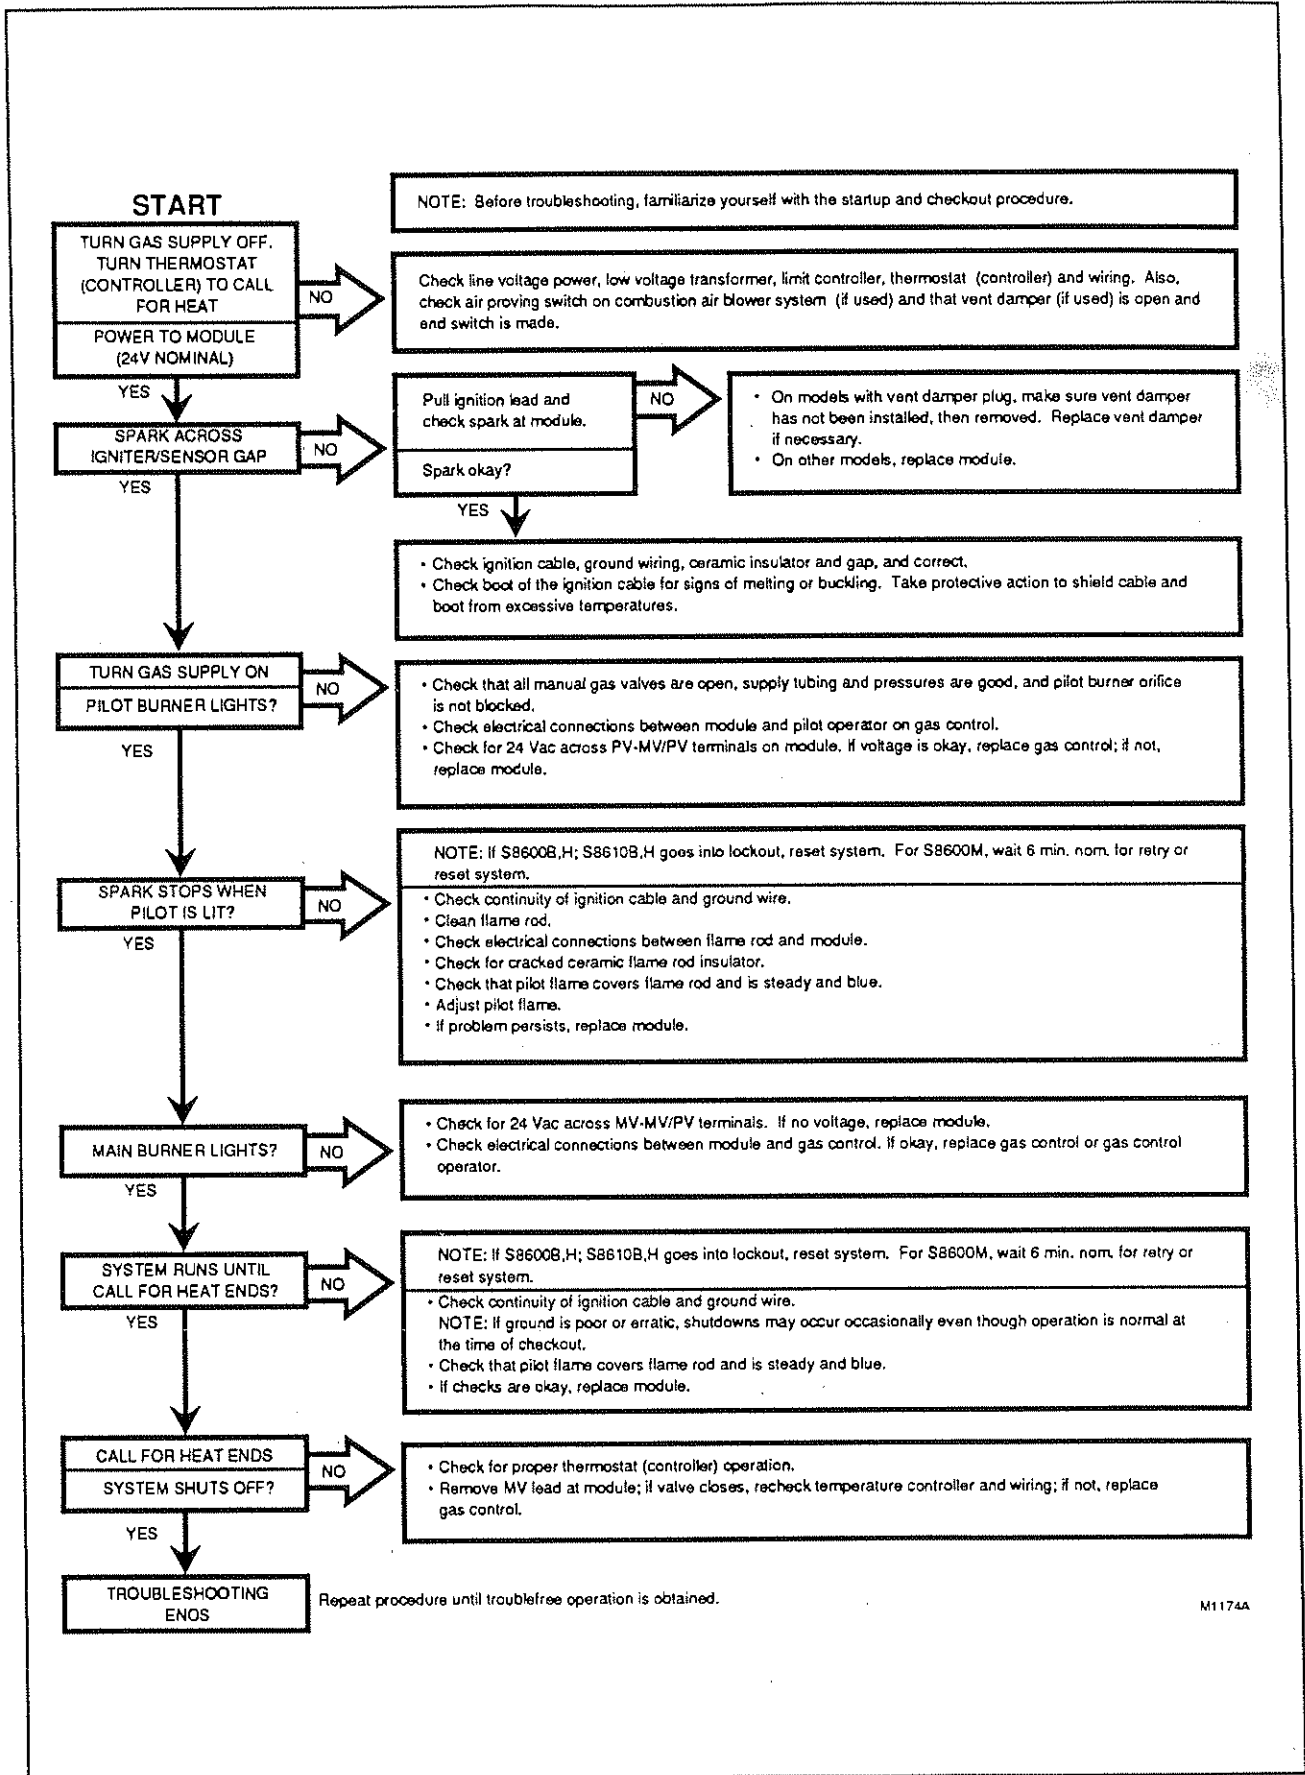 START
NOTE: Before troubleshooting, familiarize yourself with the startup and checkout procedure.
TURN GAS SUPPLY OFF.
TURN THERMOSTAT
(CONTROLLER) TO CALL
FOR HEAT
POWER TO MODULE
(24V NOMINAL)
NO
Check line voltage power, low voltage transformer, limit controller, thermostat (controller) and wiring. Also,
check air proving switch on combustion air blower system (if used) and that vent damper (if used) is open and
end switch is made.
YES
SPARK ACROSS
IGNITER/SENSOR GAP
NO
Pull ignition lead and
check spark at module.
Spark okay?
NO
• On models with vent damper plug, make sure vent damper
has not been installed, then removed. Replace vent damper
if necessary.
• On other models, replace module.
YES
YES
• Check ignition cable, ground wiring, ceramic insulator and gap, and correct.
• Check boot of the ignition cable for signs of melting or buckling. Take protective action to shield cable and
boot from excessive temperatures.
TURN GAS SUPPLY ON
PILOT BURNER LIGHTS?
NO
• Check that all manual gas valves are open, supply tubing and pressures are good, and pilot burner orifice
is not blocked.
• Check electrical connections between module and pilot operator on gas control.
• Check for 24 Vac across PV-MV/PV terminals on module. If voltage is okay, replace gas control; if not,
replace module.
YES
SPARK STOPS WHEN
PILOT IS LIT?
NO
NOTE: If S8600B,H; S8610B,H goes into lockout, reset system. For S8600M, wait 6 min. nom. for retry or
reset system.
• Check continuity of ignition cable and ground wire.
• Clean flame rod.
• Check electrical connections between flame rod and module.
• Check for cracked ceramic flame rod insulator.
• Check that pilot flame covers flame rod and is steady and blue.
• Adjust pilot flame.
• If problem persists, replace module.
YES
MAIN BURNER LIGHTS?
NO
• Check for 24 Vac across MV-MV/PV terminals. If no voltage, replace module.
• Check electrical connections between module and gas control. If okay, replace gas control or gas control
operator.
YES
SYSTEM RUNS UNTIL
CALL FOR HEAT ENDS?
NO
NOTE: If S8600B,H; S8610B,H goes into lockout, reset system. For S8600M, wait 6 min. nom. for retry or
reset system.
• Check continuity of ignition cable and ground wire.
NOTE: If ground is poor or erratic, shutdowns may occur occasionally even though operation is normal at
the time of checkout.
• Check that pilot flame covers flame rod and is steady and blue.
• If checks are okay, replace module.
YES
CALL FOR HEAT ENDS
SYSTEM SHUTS OFF?
NO
• Check for proper thermostat (controller) operation.
• Remove MV lead at module; if valve closes, recheck temperature controller and wiring; if not, replace
gas control.
YES
TROUBLESHOOTING
ENDS
Repeat procedure until troublefree operation is obtained.
M1174A